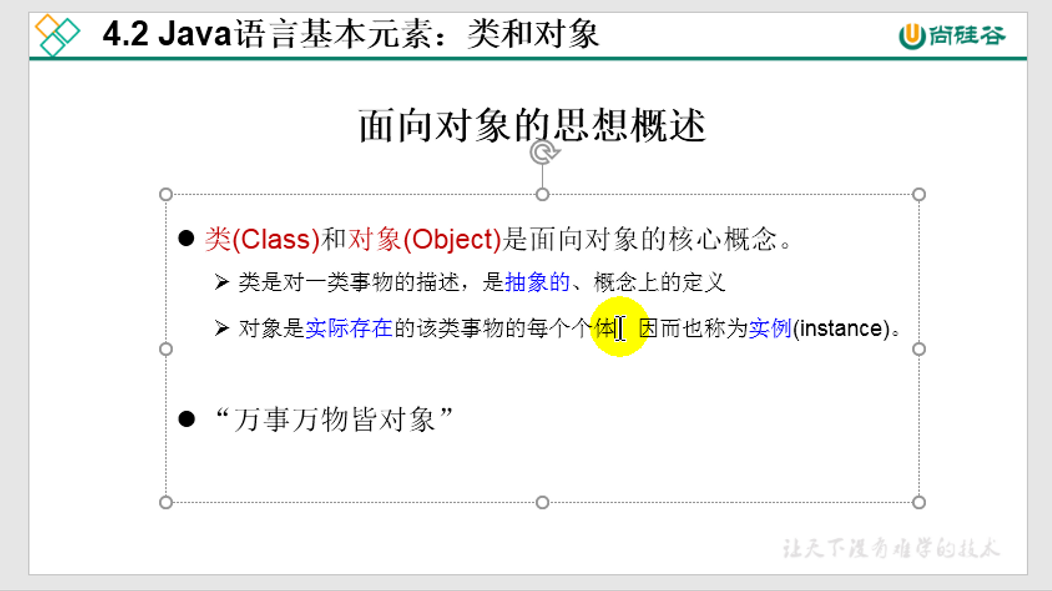 4.2 Java语言基本元素：类和对象
尚硅谷
面向对象的思想概述
类(Class)和对象(Object)是面向对象的核心概念。
类是对一类事物的描述，是抽象的、概念上的定义
对象是实际存在的该类事物的每个个体 因而也称为实例(instance)。
“万事万物皆对象”
让天下没有难学的技术